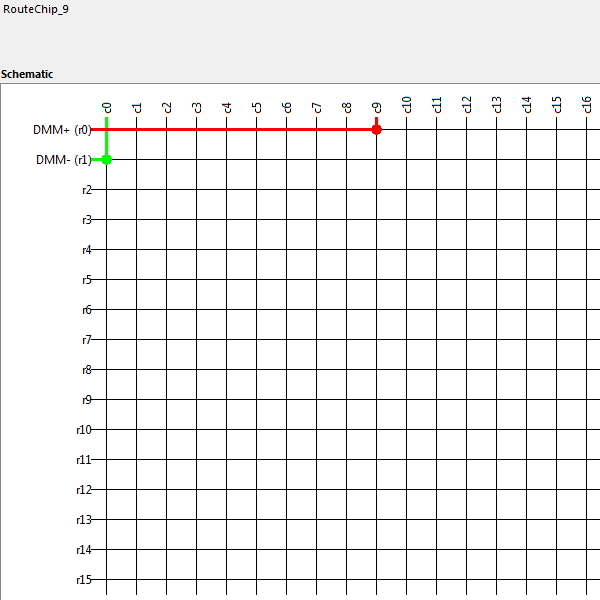 RouteChip_9
Schematic
c0 c1 c2 c3 c4 c5 c6 c7 c8 c9 c10 c11 c12 c13 c14 c15 c16
DMM+ (r0)
DMM- (r1)
r2
r3
r4
r5
r6
r7
r8
r9
r10
r11
r12
r13
r14
r15